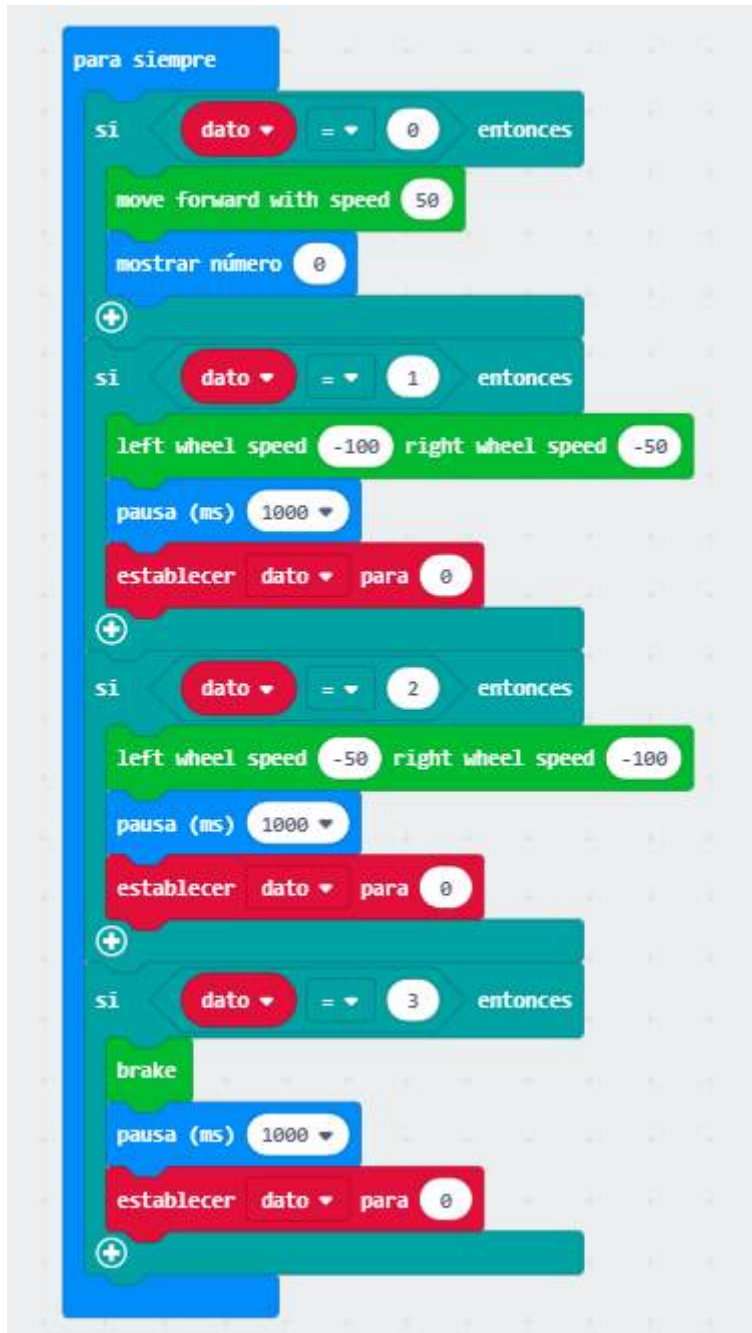 para siempre
si dato = 0 entonces
move forward with speed 50
mostrar número 0
si dato = 1 entonces
left wheel speed -100 right wheel speed -50
pausa (ms) 1000
establecer dato para 0
si dato = 2 entonces
left wheel speed -50 right wheel speed -100
pausa (ms) 1000
establecer dato para 0
si dato = 3 entonces
brake
pausa (ms) 1000
establecer dato para 0